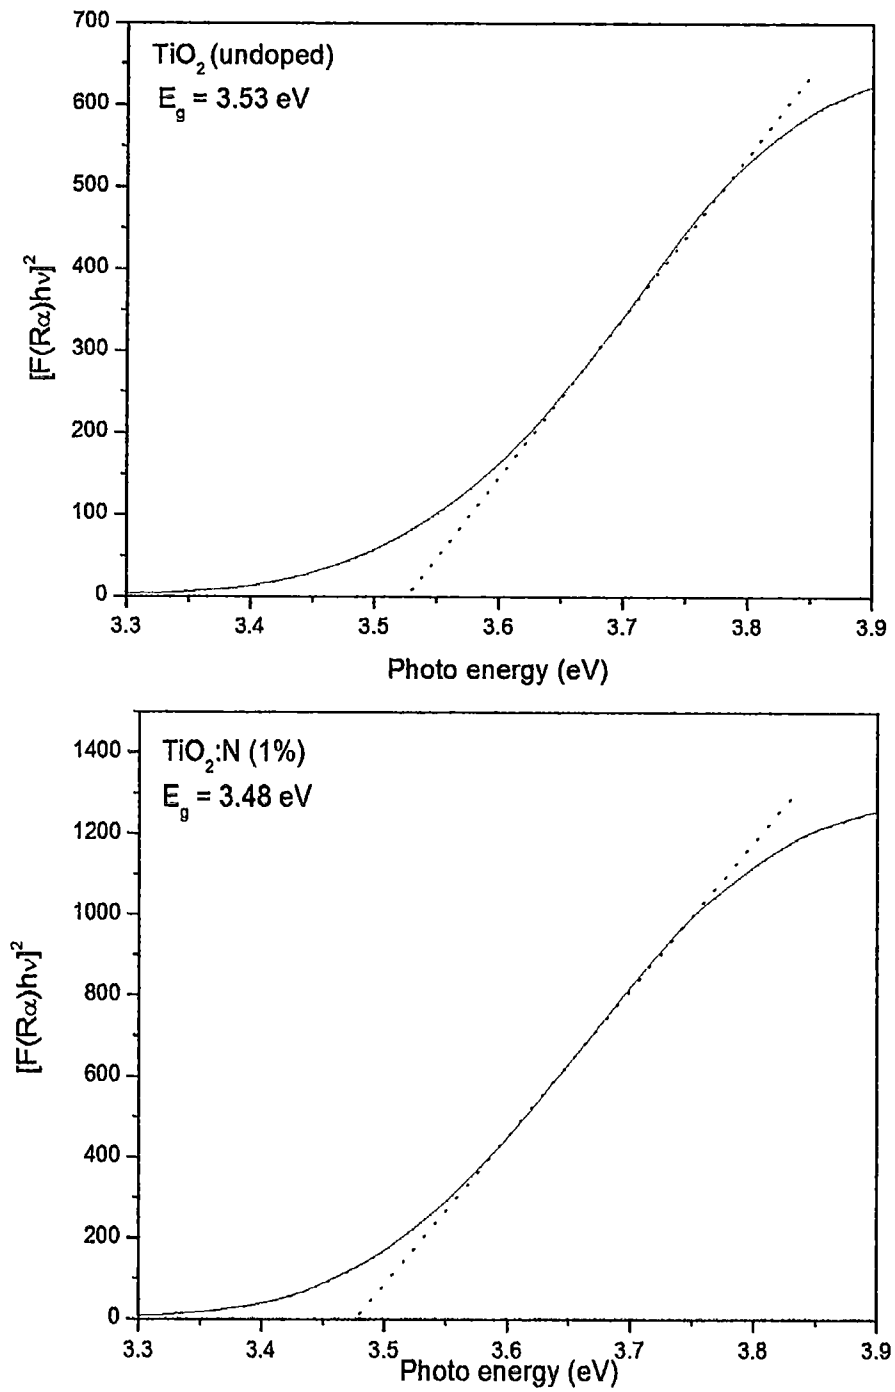 700
TiO₂ (undoped)
E_g = 3.53 eV
600
500
400
300
200
100
0
[F(Rα)hν]²
3.3 3.4 3.5 3.6 3.7 3.8 3.9
Photo energy (eV)
1400
TiO₂:N (1%)
E_g = 3.48 eV
1200
1000
800
600
400
200
0
[F(Rα)hν]²
3.3 3.4 3.5 3.6 3.7 3.8 3.9
Photo energy (eV)